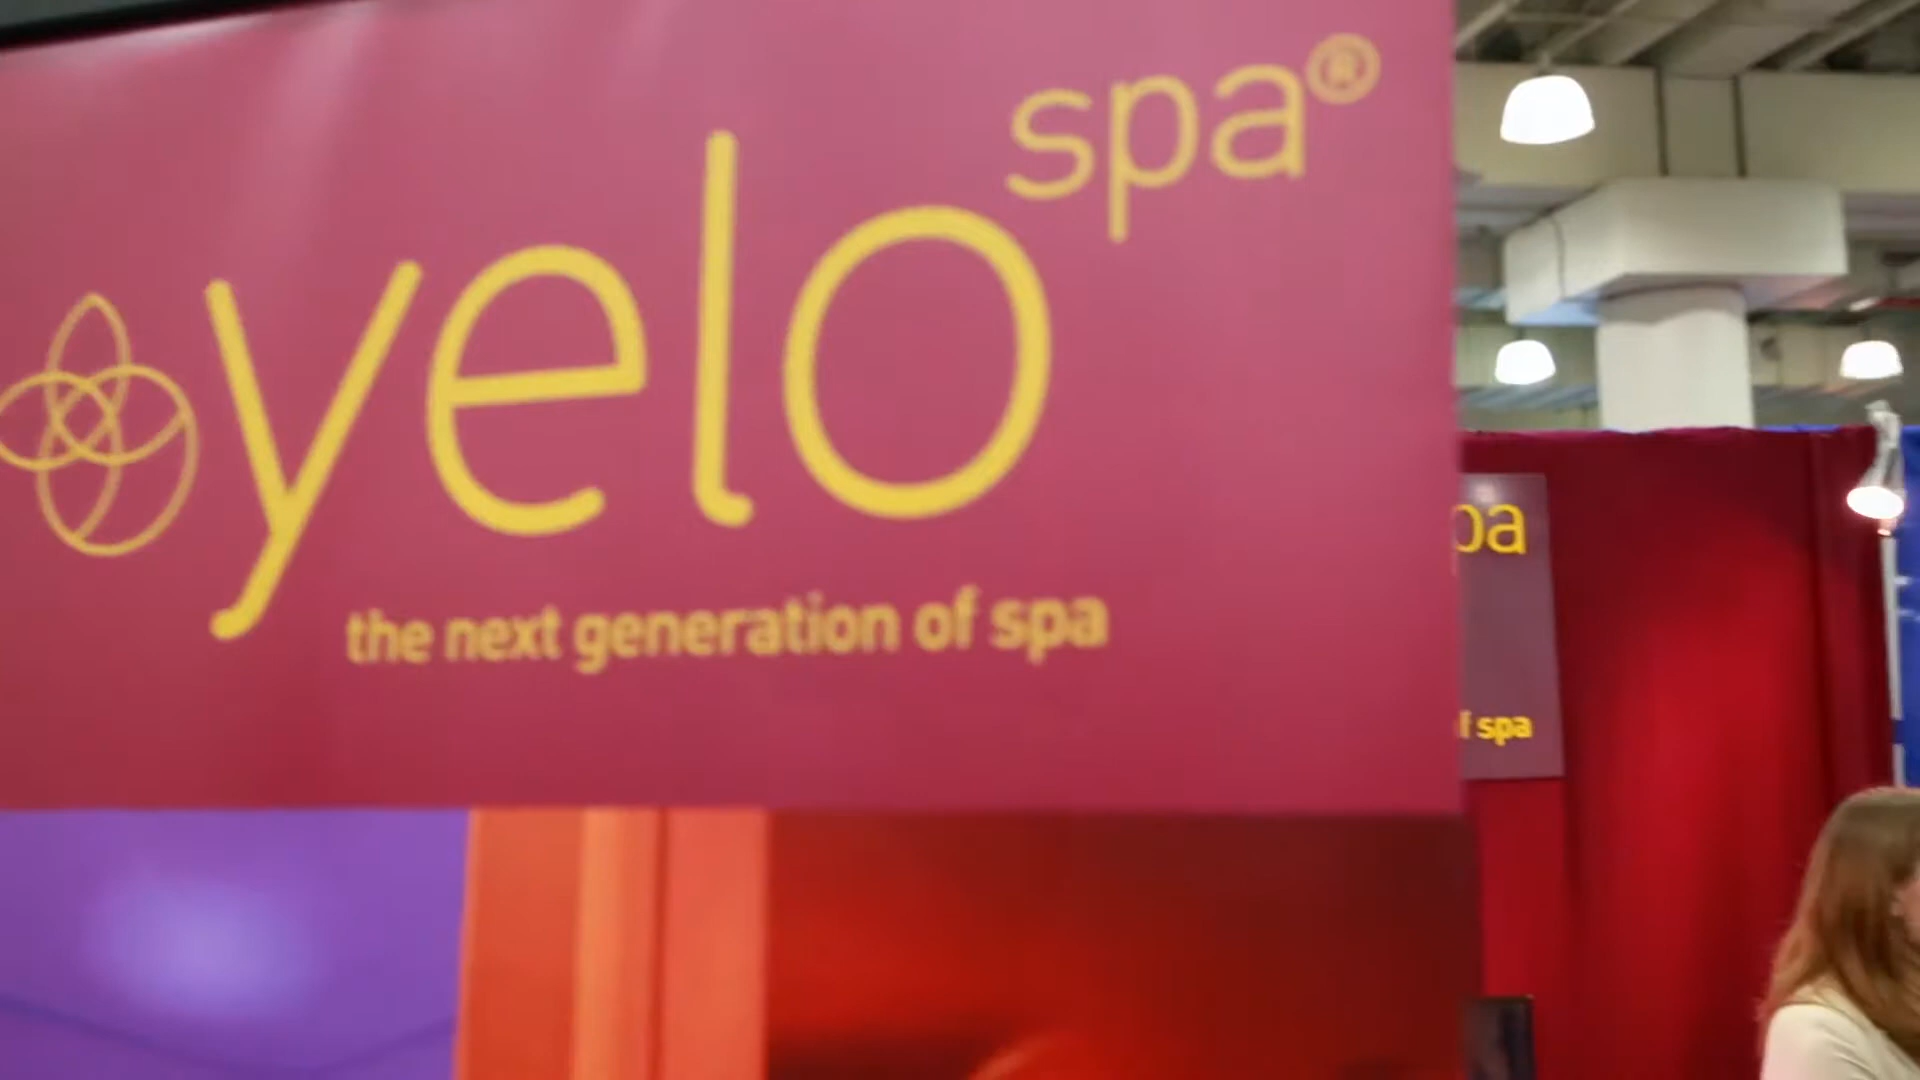 yelo spa®
the next generation of spa
pa
f spa